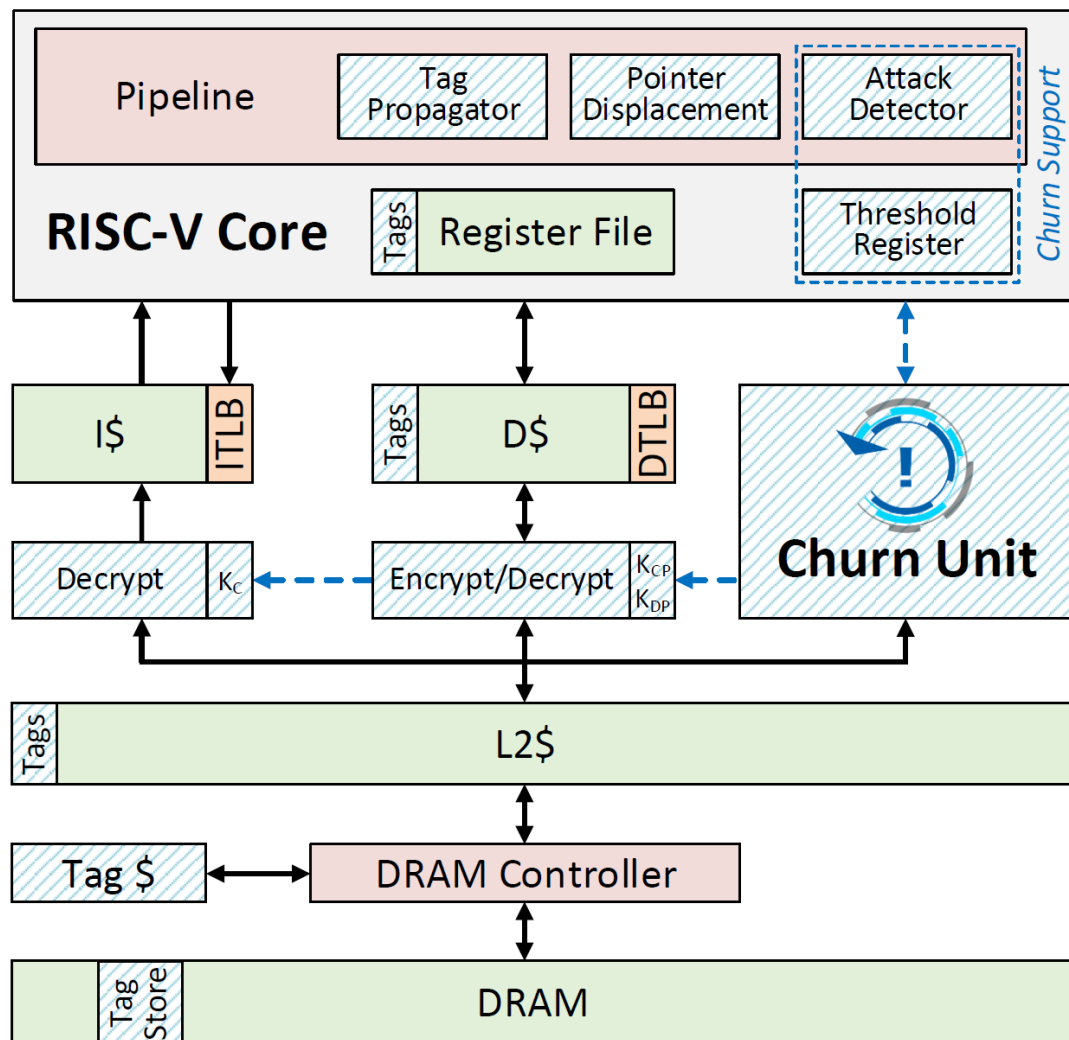 Pipeline
Tag
Propagator
Pointer
Displacement
Attack
Detector
Churn Support
RISC-V Core
Tags
Register File
Threshold
Register
I$
ITLB
Tags
D$
DTLB
!
Churn Unit
Decrypt
KC
Encrypt/Decrypt
KCP
KDP
Tags
L2$
Tag $
DRAM Controller
Tag
Store
DRAM